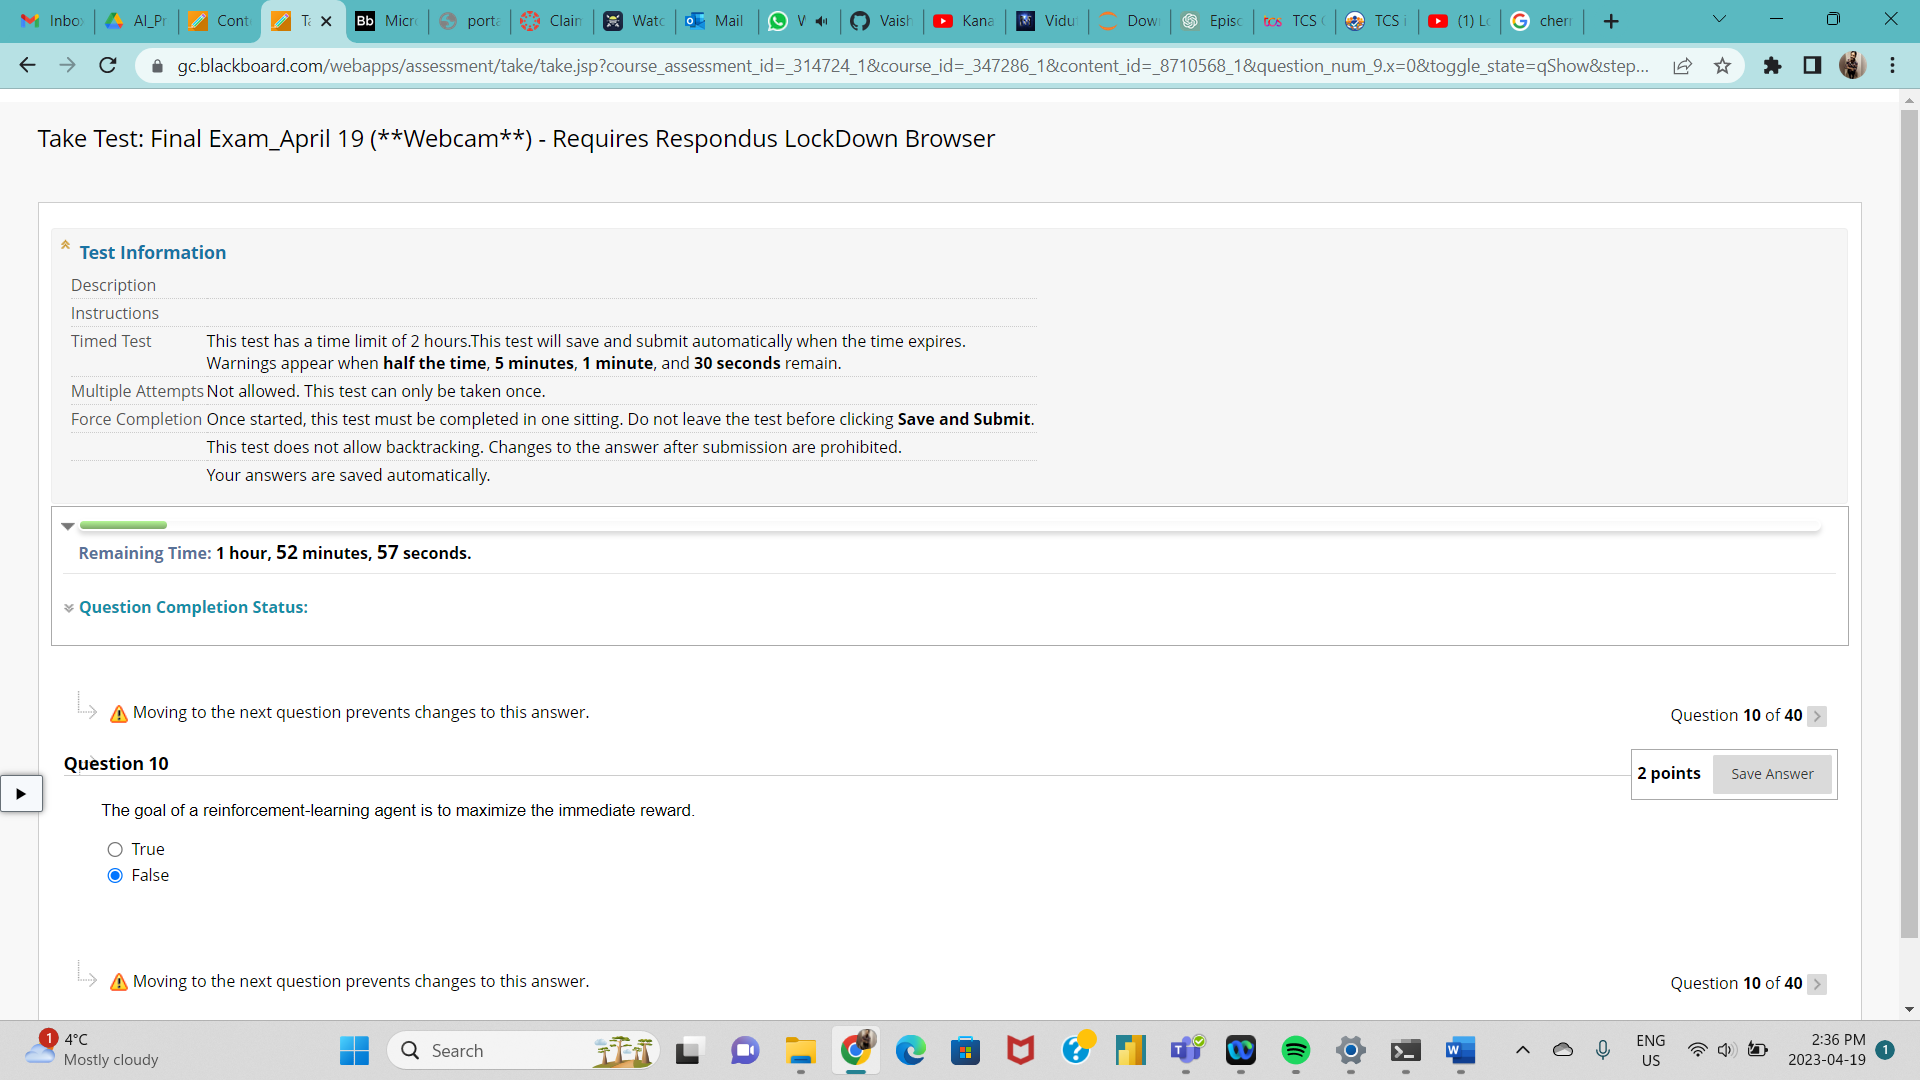 Inbo
AI_Pr
Cont
Ta
Bb
Micr
porta
Clain
Watc
Mail
Vaish
Kana
Vidu
Dow
Episo
TCS
TCS i
(1) Lo
cherr
gc.blackboard.com/webapps/assessment/take/take.jsp?course_assessment_id=_314724_1&course_id=_347286_1&content_id=_8710568_1&question_num_9.x=0&toggle_state=qShow&step...
Take Test: Final Exam_April 19 (**Webcam**) - Requires Respondus LockDown Browser
Test Information
Description
Instructions
Timed Test This test has a time limit of 2 hours.This test will save and submit automatically when the time expires.
Warnings appear when half the time, 5 minutes, 1 minute, and 30 seconds remain.
Multiple Attempts Not allowed. This test can only be taken once.
Force Completion Once started, this test must be completed in one sitting. Do not leave the test before clicking Save and Submit.
This test does not allow backtracking. Changes to the answer after submission are prohibited.
Your answers are saved automatically.
Remaining Time: 1 hour, 52 minutes, 57 seconds.
Question Completion Status:
Moving to the next question prevents changes to this answer.
Question 10 of 40
Question 10
2 points
Save Answer
The goal of a reinforcement-learning agent is to maximize the immediate reward.
True
False
Moving to the next question prevents changes to this answer.
Question 10 of 40
1
4°C
Mostly cloudy
Search
ENG
US
2:36 PM
2023-04-19
1